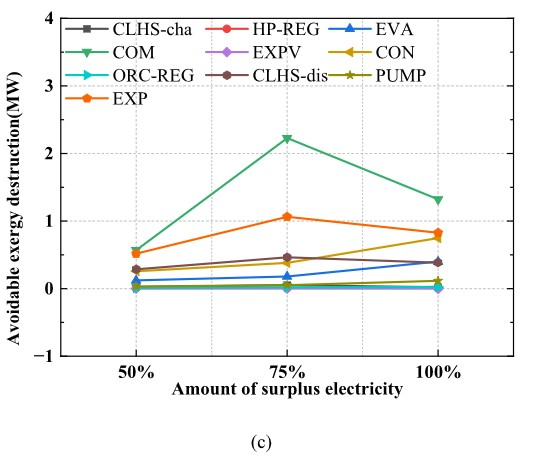 4
CLHS-cha HP-REG EVA
COM EXPV CON
ORC-REG CLHS-dis PUMP
EXP
3
2
1
0
−1
Avoidable exergy destruction(MW)
50% 75% 100%
Amount of surplus electricity
(c)